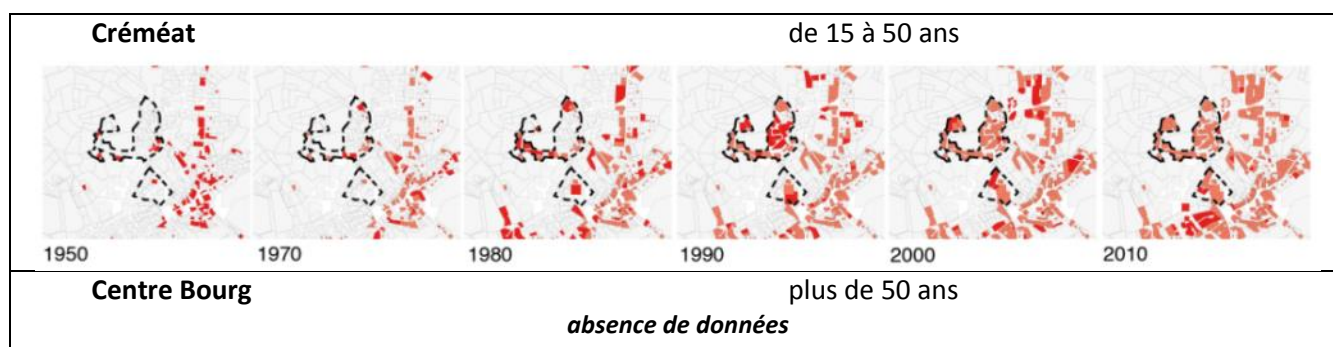 Créméat de 15 à 50 ans
1950 1970 1980 1990 2000 2010
Centre Bourg plus de 50 ans
absence de données